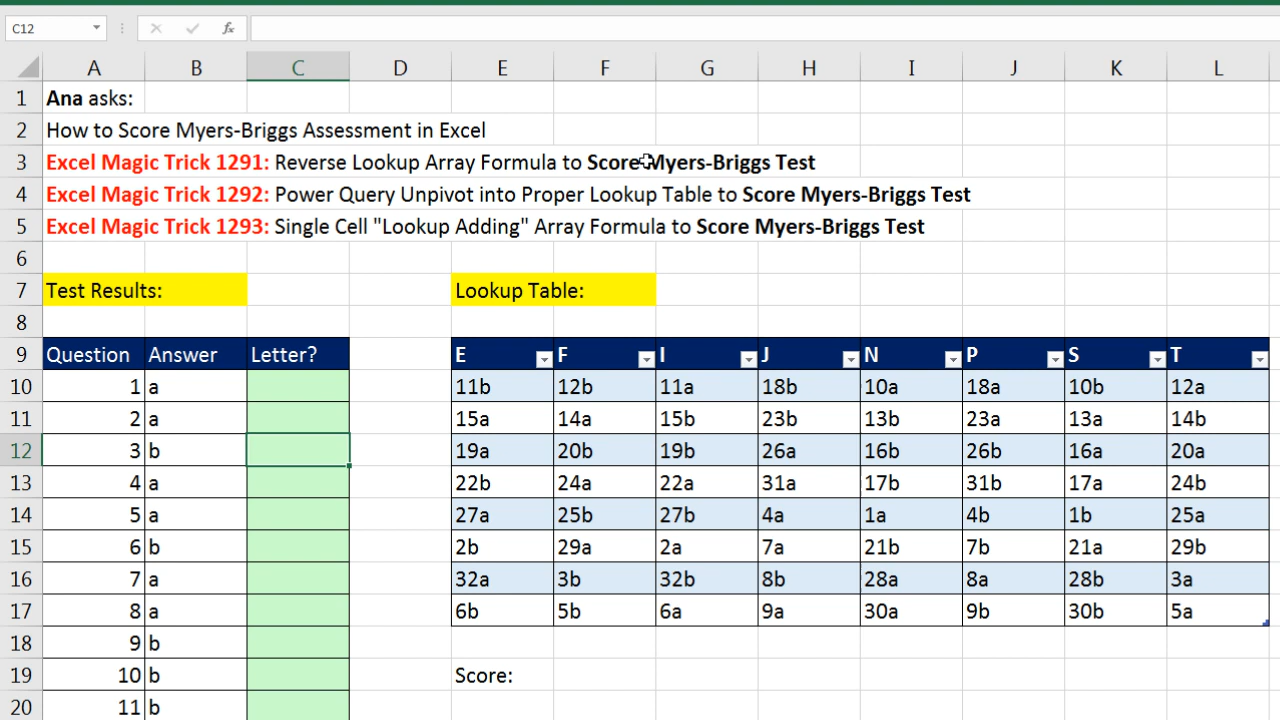 C12
fx
A B C D E F G H I J K L
1 Ana asks:
2 How to Score Myers-Briggs Assessment in Excel
3 Excel Magic Trick 1291: Reverse Lookup Array Formula to Score Myers-Briggs Test
4 Excel Magic Trick 1292: Power Query Unpivot into Proper Lookup Table to Score Myers-Briggs Test
5 Excel Magic Trick 1293: Single Cell "Lookup Adding" Array Formula to Score Myers-Briggs Test
6
7 Test Results: Lookup Table:
8
9 Question Answer Letter? E F I J N P S T
10 1 a 11b 12b 11a 18b 10a 18a 10b 12a
11 2 a 15a 14a 15b 23b 13b 23a 13a 14b
12 3 b 19a 20b 19b 26a 16b 26b 16a 20a
13 4 a 22b 24a 22a 31a 17b 31b 17a 24b
14 5 a 27a 25b 27b 4a 1a 4b 1b 25a
15 6 b 2b 29a 2a 7a 21b 7b 21a 29b
16 7 a 32a 3b 32b 8b 28a 8a 28b 3a
17 8 a 6b 5b 6a 9a 30a 9b 30b 5a
18 9 b
19 10 b Score:
20 11 b